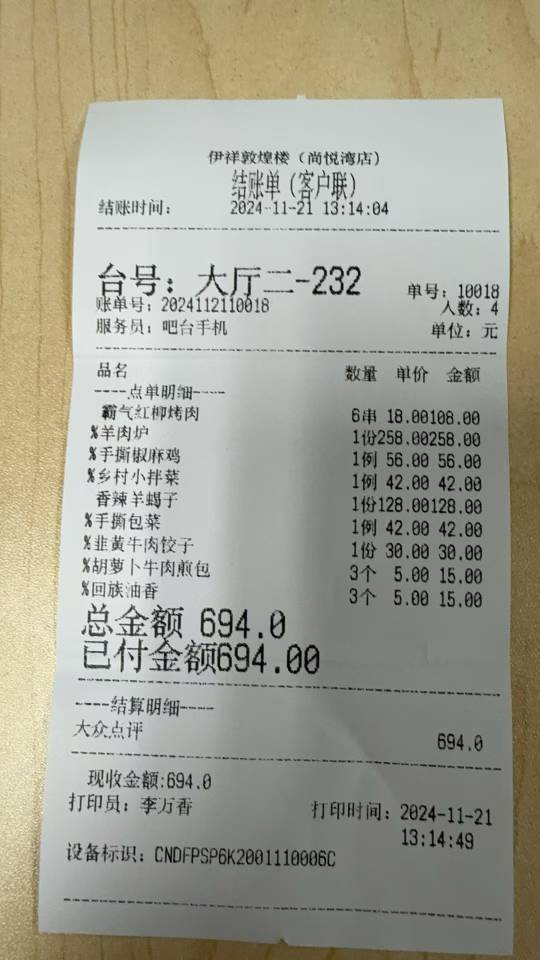 伊祥敦煌楼（尚悦湾店）
结账单（客户联）
结账时间： 2024-11-21 13:14:04
台号：大厅二-232 单号：10018
账单号：2024112110018 人数：4
服务员：吧台手机 单位：元
品名 数量 单价 金额
----点单明细----
霸气红柳烤肉 6串 18.00 108.00
%羊肉炉 1份 258.00 258.00
%手撕椒麻鸡 1例 56.00 56.00
%乡村小拌菜 1例 42.00 42.00
香辣羊蝎子 1份 128.00 128.00
%手撕包菜 1例 42.00 42.00
%韭黄牛肉饺子 1份 30.00 30.00
%胡萝卜牛肉煎包 3个 5.00 15.00
%回族油香 3个 5.00 15.00
总金额 694.0
已付金额694.00
----结算明细----
大众点评 694.0
现收金额:694.0
打印员：李万香 打印时间：2024-11-21
13:14:49
设备标识：CNDFPSP6K2001110006C